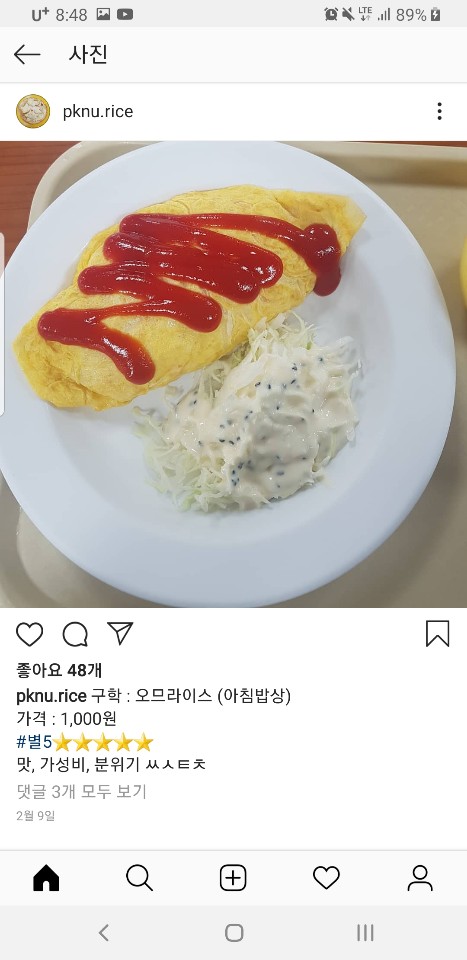 U+ 8:48 LTE 89%
사진
pknu.rice
좋아요 48개
pknu.rice 구학 : 오므라이스 (아침밥상)
가격 : 1,000원
#별5⭐⭐⭐⭐⭐
맛, 가성비, 분위기 ㅆㅅㅌㅊ
댓글 3개 모두 보기
2월 9일